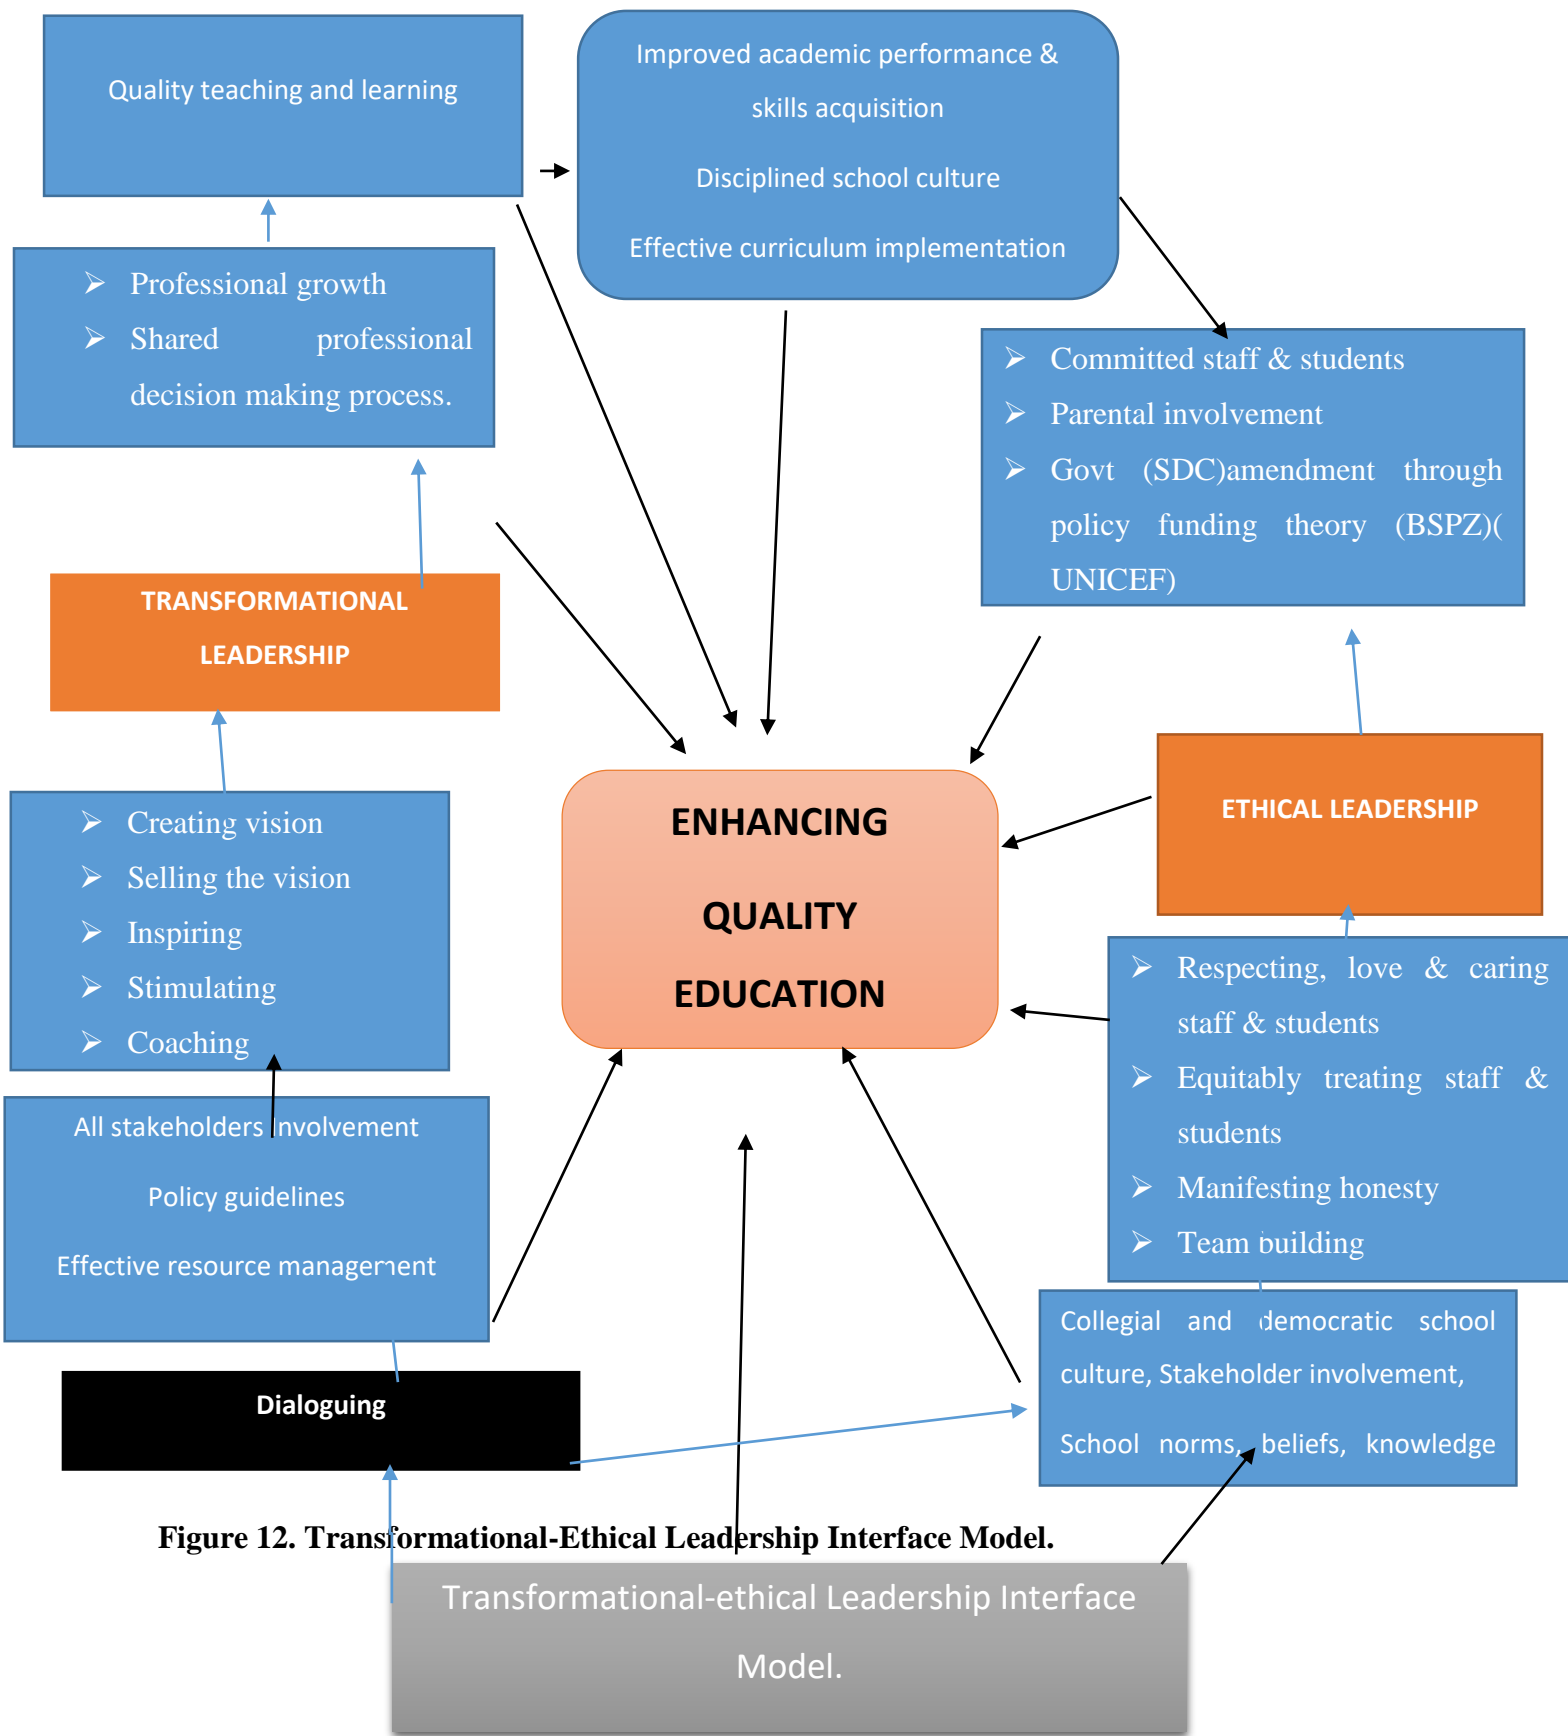 Quality teaching and learning
Improved academic performance &
skills acquisition
Disciplined school culture
Effective curriculum implementation
➢ Professional growth
➢ Shared professional
decision making process.
➢ Committed staff & students
➢ Parental involvement
➢ Govt (SDC)amendment through
policy funding theory (BSPZ)(
UNICEF)
TRANSFORMATIONAL
LEADERSHIP
ENHANCING
QUALITY
EDUCATION
ETHICAL LEADERSHIP
➢ Creating vision
➢ Selling the vision
➢ Inspiring
➢ Stimulating
➢ Coaching
➢ Respecting, love & caring
staff & students
➢ Equitably treating staff &
students
➢ Manifesting honesty
➢ Team building
All stakeholders involvement
Policy guidelines
Effective resource management
Collegial and democratic school
culture, Stakeholder involvement,
School norms, beliefs, knowledge
Dialoguing
Figure 12. Transformational-Ethical Leadership Interface Model.
Transformational-ethical Leadership Interface
Model.